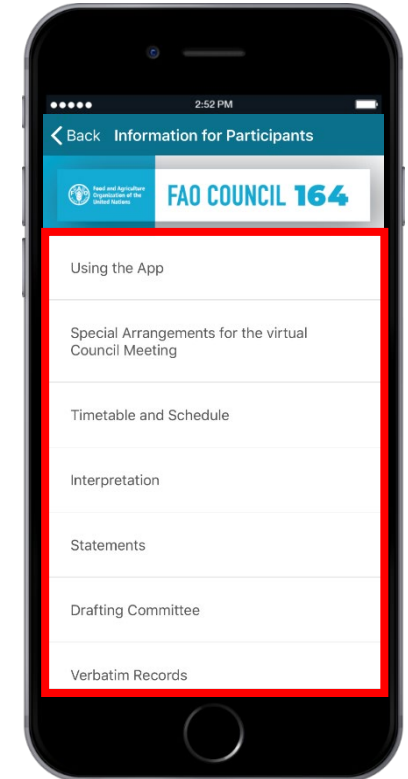 2:52 PM
Back Information for Participants
Food and Agriculture
Organization of the
United Nations
FAO COUNCIL 164
Using the App
Special Arrangements for the virtual
Council Meeting
Timetable and Schedule
Interpretation
Statements
Drafting Committee
Verbatim Records